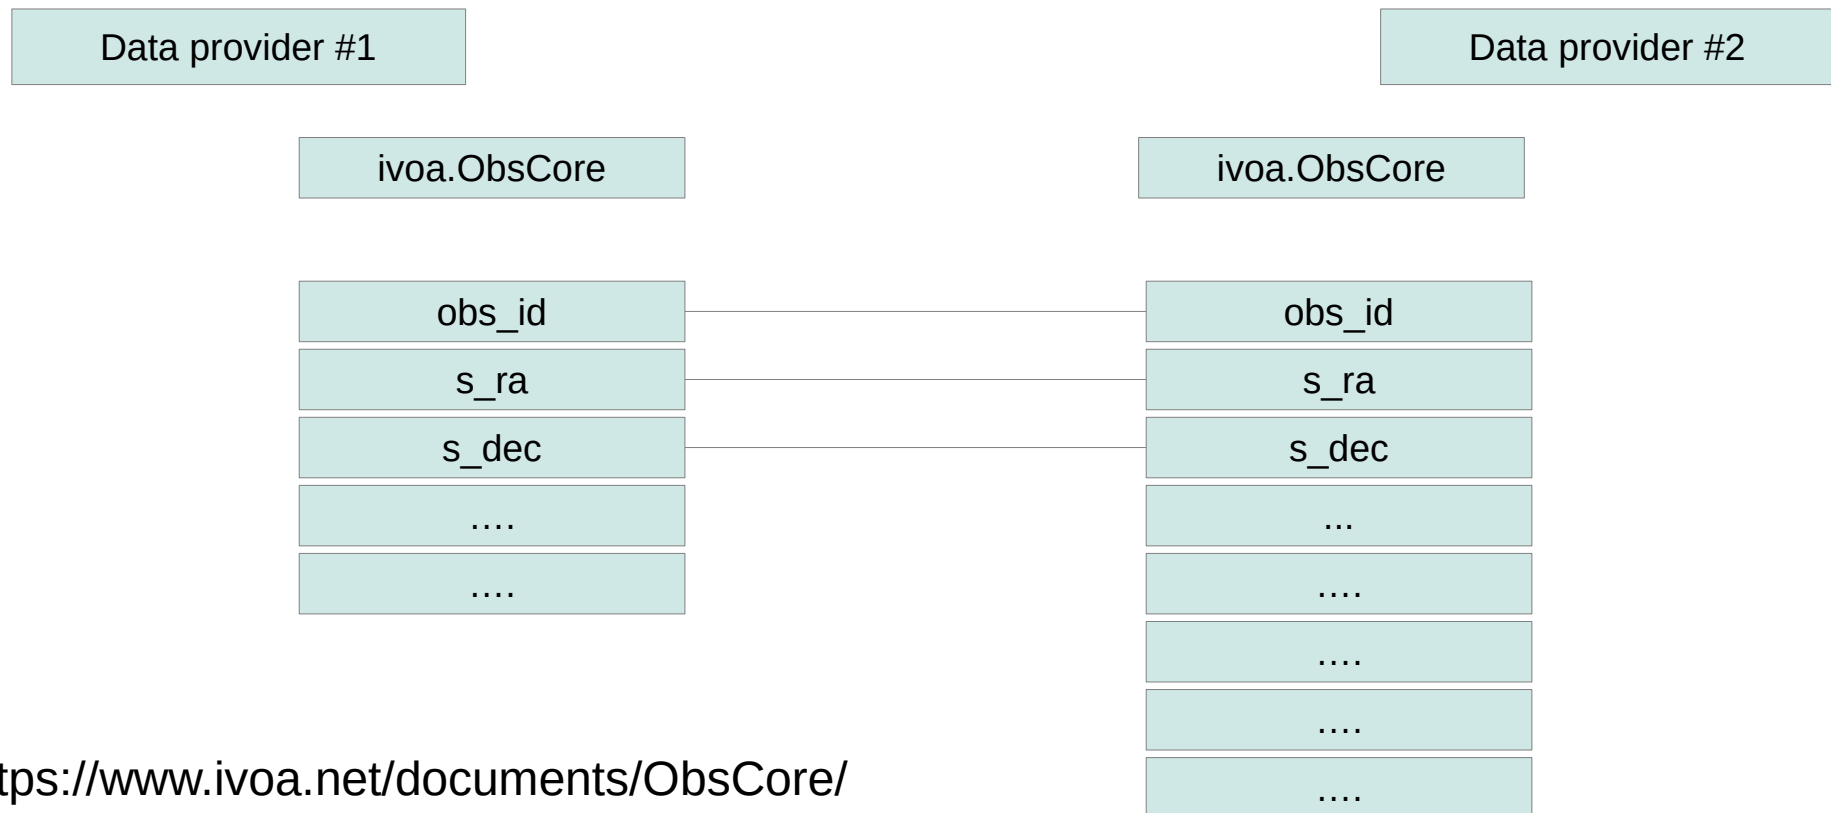 Data provider #1
Data provider #2
ivoa.ObsCore
ivoa.ObsCore
obs_id
obs_id
s_ra
s_ra
s_dec
s_dec
....
...
....
....
....
....
....
tps://www.ivoa.net/documents/ObsCore/